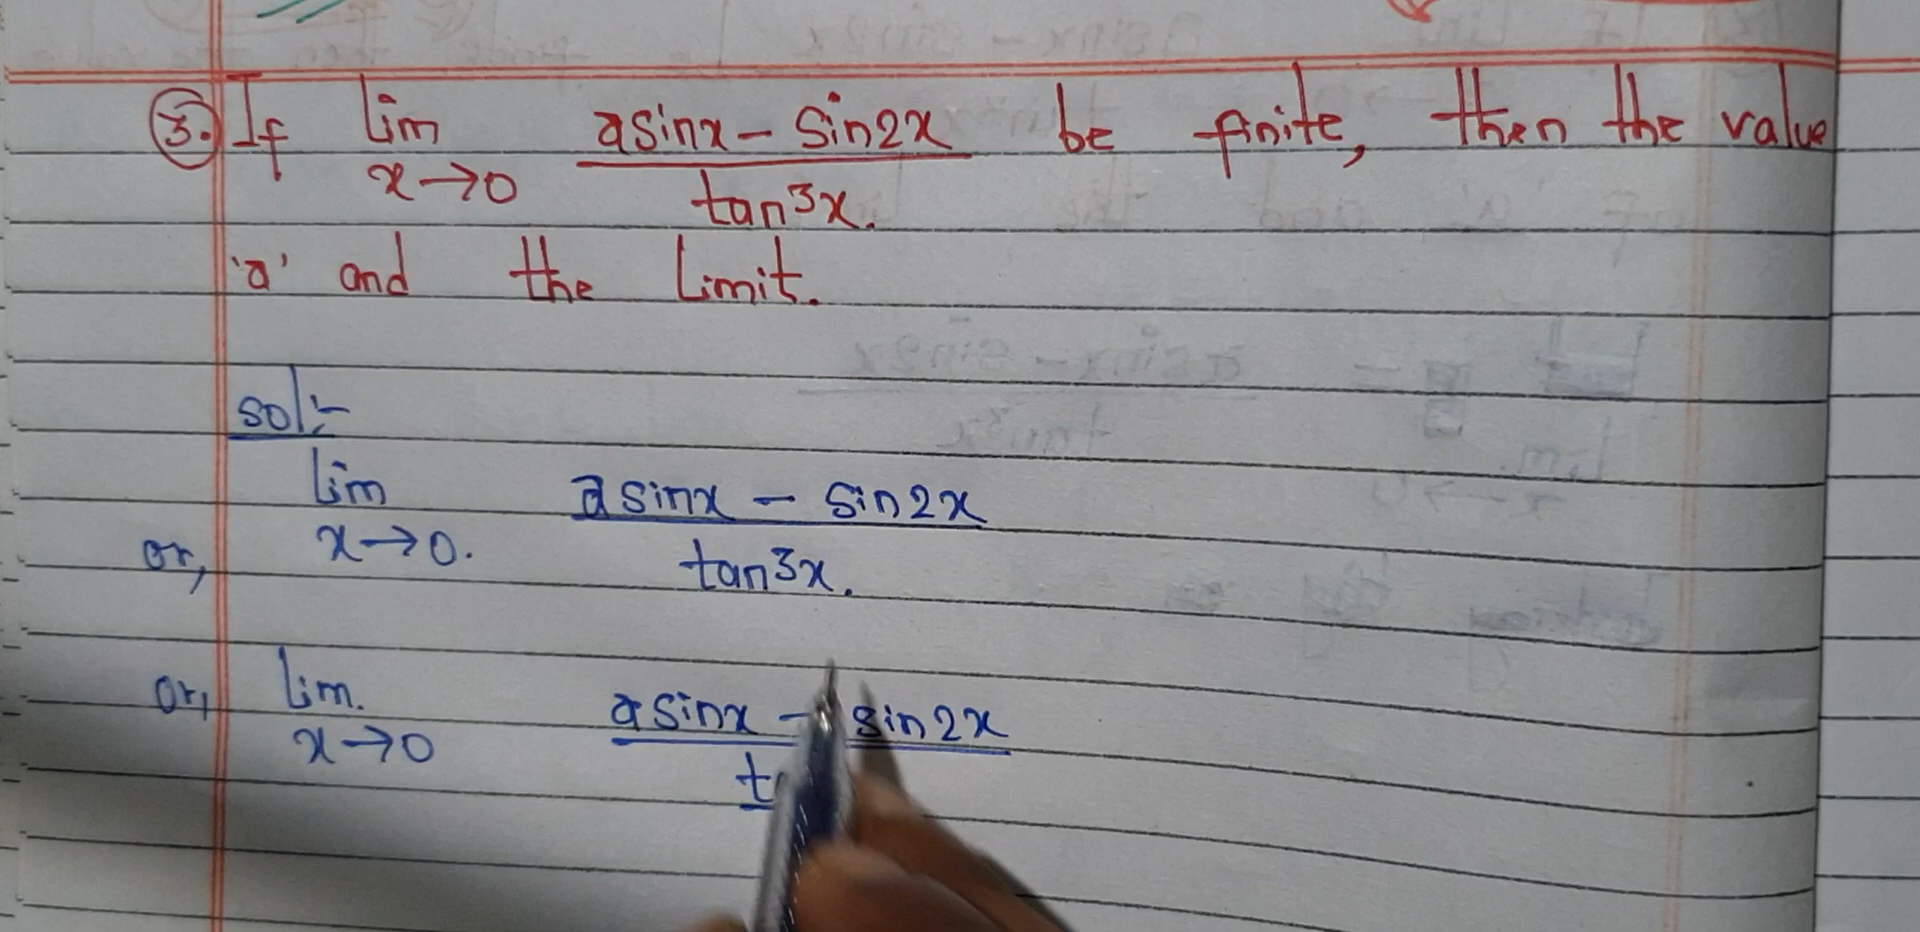 3. If lim asinx - sin2x be finite, then the value
x→0 tan³x.
'a' and the Limit.
sol:-
lim asinx - sin2x
or, x→0. tan³x.
or, lim. asinx - sin2x
x→0